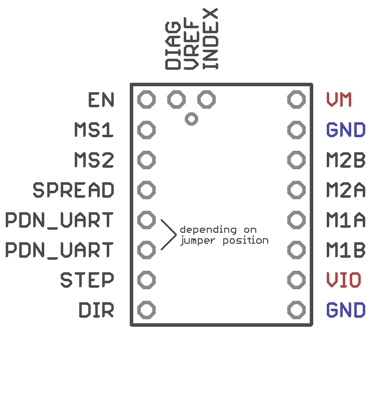 DIAG
VREF
INDEX
EN
VM
MS1
GND
MS2
M2B
SPREAD
M2A
PDN_UART
M1A
depending on
jumper position
PDN_UART
M1B
STEP
VIO
DIR
GND